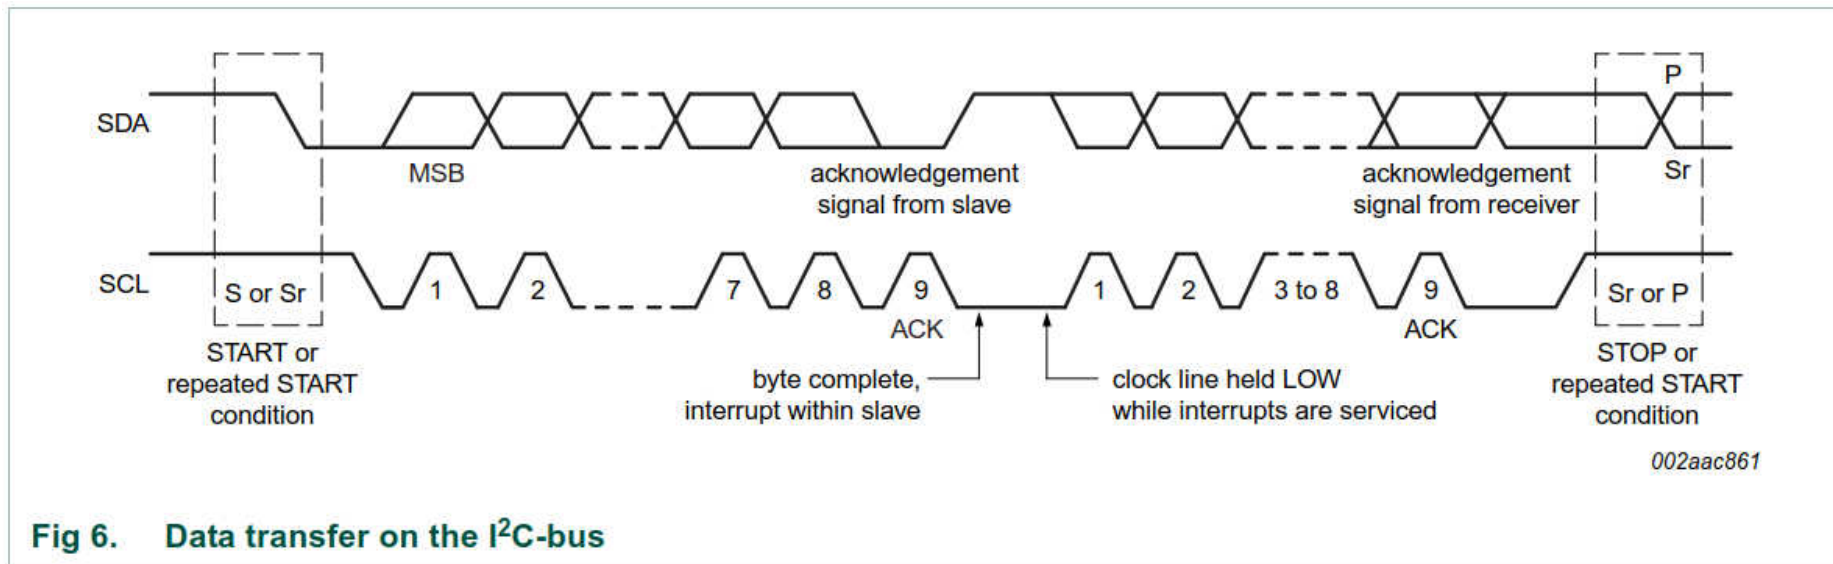 P
SDA
MSB
acknowledgement
signal from slave
acknowledgement
signal from receiver
Sr
SCL
S or Sr
1
2
7
8
9
1
2
3 to 8
9
Sr or P
ACK
ACK
START or
repeated START
condition
byte complete,
interrupt within slave
clock line held LOW
while interrupts are serviced
STOP or
repeated START
condition
002aac861
Fig 6. Data transfer on the I²C-bus